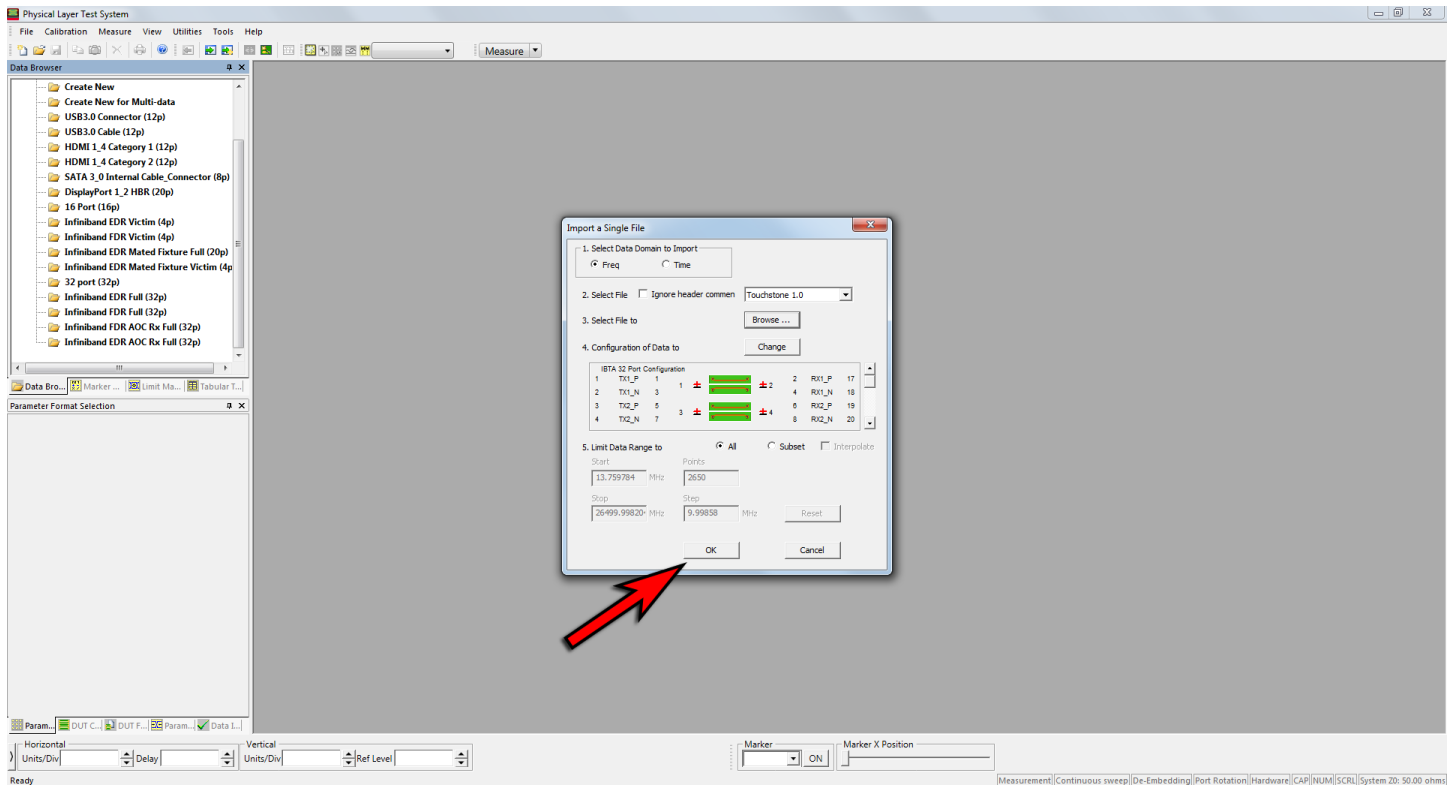 Physical Layer Test System
File Calibration Measure View Utilities Tools Help
Measure
Data Browser
Create New
Create New for Multi-data
USB3.0 Connector (12p)
USB3.0 Cable (12p)
HDMI 1_4 Category 1 (12p)
HDMI 1_4 Category 2 (12p)
SATA 3_0 Internal Cable_Connector (8p)
DisplayPort 1_2 HBR (20p)
16 Port (16p)
Infiniband EDR Victim (4p)
Infiniband FDR Victim (4p)
Infiniband EDR Mated Fixture Full (20p)
Infiniband EDR Mated Fixture Victim (4p
32 port (32p)
Infiniband EDR Full (32p)
Infiniband FDR Full (32p)
Infiniband FDR AOC Rx Full (32p)
Infiniband EDR AOC Rx Full (32p)
Data Bro... Marker ... Limit Ma... Tabular T...
Parameter Format Selection
Import a Single File
1. Select Data Domain to Import
Freq Time
2. Select File Ignore header commen Touchstone 1.0
3. Select File to Browse ...
4. Configuration of Data to Change
IBTA 32 Port Configuration
1 TX1_P 1 1 2 2 RX1_P 17
2 TX1_N 3 4 RX1_N 18
3 TX2_P 5 3 4 6 RX2_P 19
4 TX2_N 7 8 RX2_N 20
5. Limit Data Range to All Subset Interpolate
Start Points
13.759784 MHz 2650
Stop Step
26499.99820 MHz 9.99858 MHz Reset
OK Cancel
Param... DUT C... DUT F... Param... Data I...
Horizontal Vertical Marker Marker X Position
Units/Div Delay Units/Div Ref Level ON
Ready Measurement Continuous sweep De-Embedding Port Rotation Hardware CAP NUM SCRL System Z0: 50.00 ohms